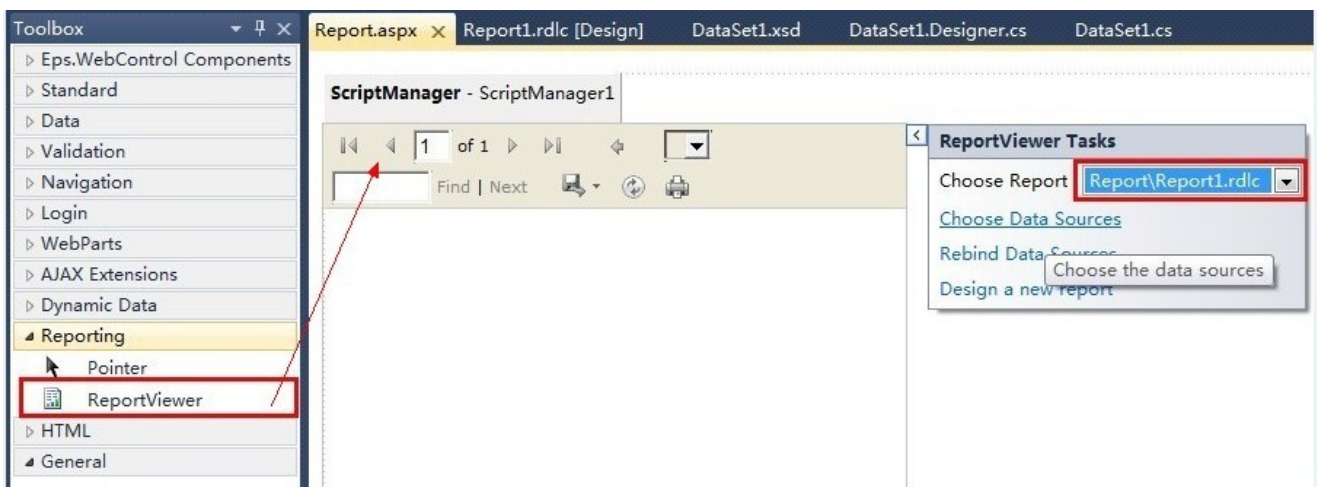 Toolbox
Eps.WebControl Components
Standard
Data
Validation
Navigation
Login
WebParts
AJAX Extensions
Dynamic Data
Reporting
Pointer
ReportViewer
HTML
General
Report.aspx Report1.rdlc [Design] DataSet1.xsd DataSet1.Designer.cs DataSet1.cs
ScriptManager - ScriptManager1
1 of 1
Find | Next
ReportViewer Tasks
Choose Report Report\Report1.rdlc
Choose Data Sources
Rebind Data Sources
Choose the data sources
Design a new report